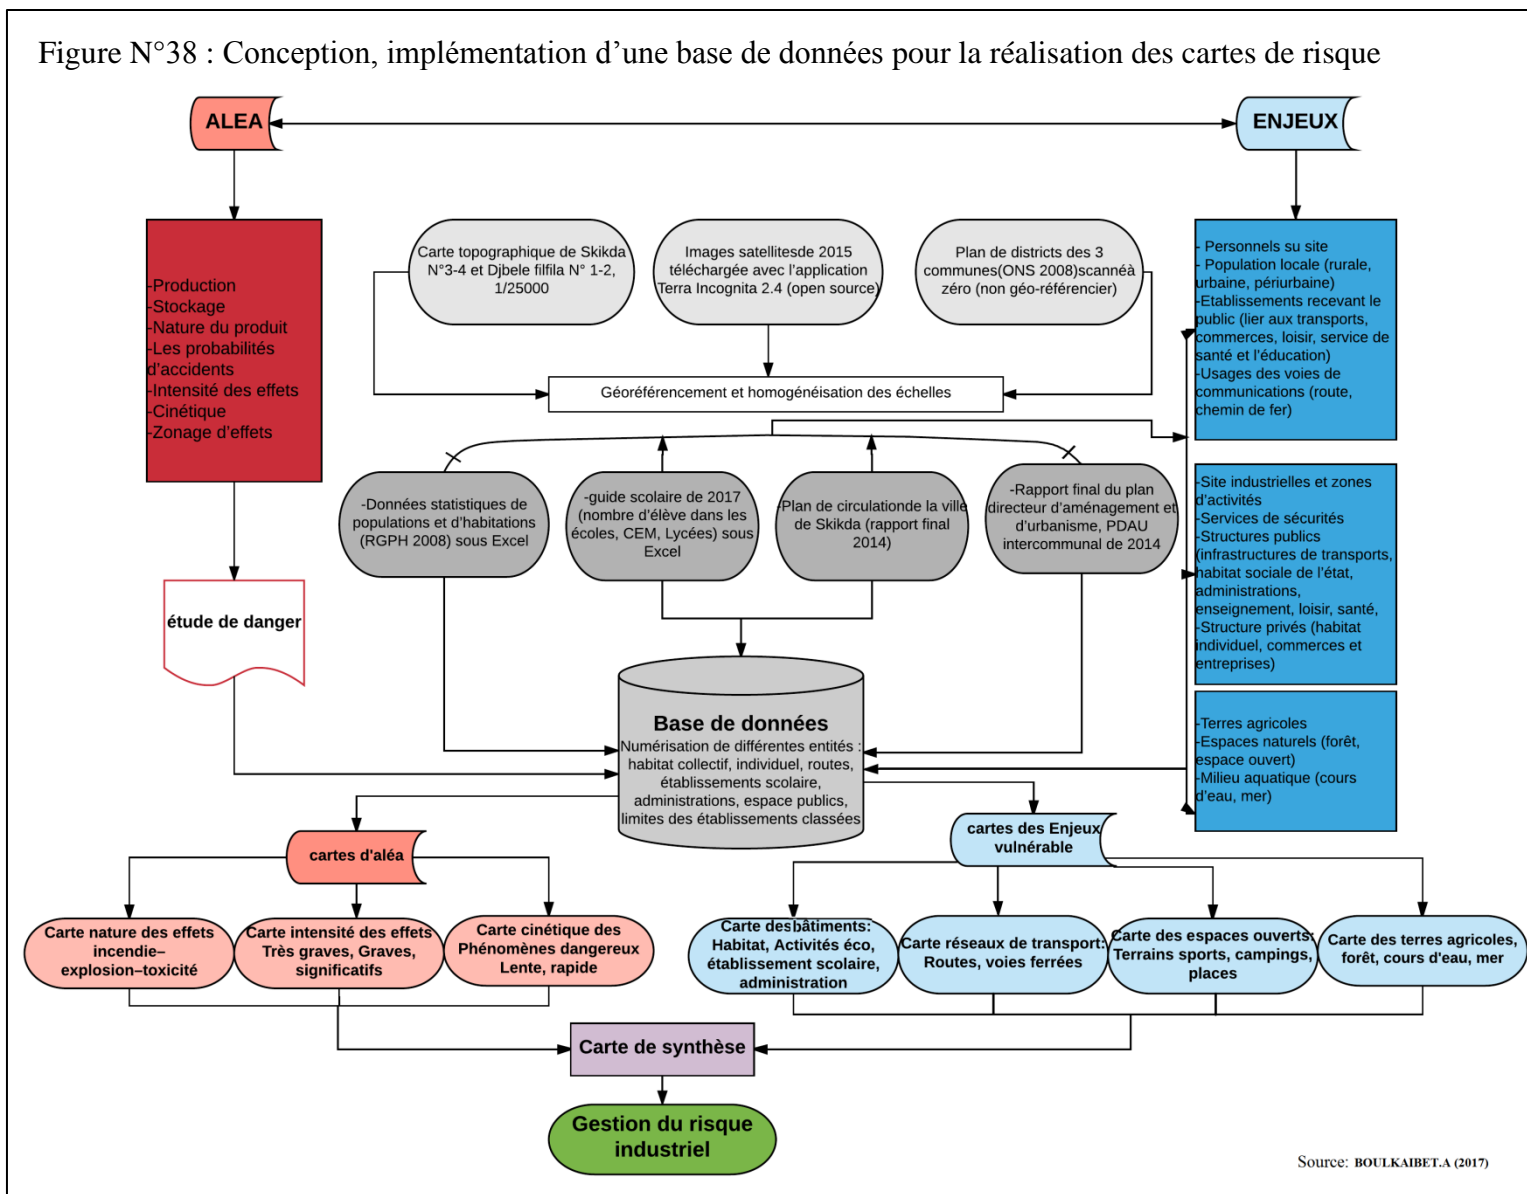 Figure N°38 : Conception, implémentation d’une base de données pour la réalisation des cartes de risque
ALEA
ENJEUX
-Production
-Stockage
-Nature du produit
-Les probabilités
d'accidents
-Intensité des effets
-Cinétique
-Zonage d'effets
Carte topographique de Skikda
N°3-4 et Djbele filfila N° 1-2,
1/25000
Images satellitesde 2015
téléchargée avec l'application
Terra Incognita 2.4 (open source)
Plan de districts des 3
communes(ONS 2008)scannéà
zéro (non géo-référencier)
- Personnels su site
- Population locale (rurale,
urbaine, périurbaine)
-Etablissements recevant le
public (lier aux transports,
commerces, loisir, service de
santé et l'éducation)
-Usages des voies de
communications (route,
chemin de fer)
Géoréférencement et homogénéisation des échelles
-Données statistiques de
populations et d'habitations
(RGPH 2008) sous Excel
-guide scolaire de 2017
(nombre d'élève dans les
écoles, CEM, Lycées) sous
Excel
-Plan de circulationde la ville
de Skikda (rapport final
2014)
-Rapport final du plan
directeur d'aménagement et
d'urbanisme, PDAU
intercommunal de 2014
-Site industrielles et zones
d'activités
-Services de sécurités
-Structures publics
(infrastructures de transports,
habitat sociale de l'état,
administrations,
enseignement, loisir, santé,
-Structure privés (habitat
individuel, commerces et
entreprises)
étude de danger
Base de données
Numérisation de différentes entités :
habitat collectif, individuel, routes,
établissements scolaire,
administrations, espace publics,
limites des établissements classées
-Terres agricoles
-Espaces naturels (forêt,
espace ouvert)
-Milieu aquatique (cours
d'eau, mer)
cartes d'aléa
cartes des Enjeux
vulnérable
Carte nature des effets
incendie–
explosion–toxicité
Carte intensité des effets
Très graves, Graves,
significatifs
Carte cinétique des
Phénomènes dangereux
Lente, rapide
Carte desbâtiments:
Habitat, Activités éco,
établissement scolaire,
administration
Carte réseaux de transport:
Routes, voies ferrées
Carte des espaces ouverts:
Terrains sports, campings,
places
Carte des terres agricoles,
forêt, cours d'eau, mer
Carte de synthèse
Gestion du risque
industriel
Source: BOULKAIBET.A (2017)